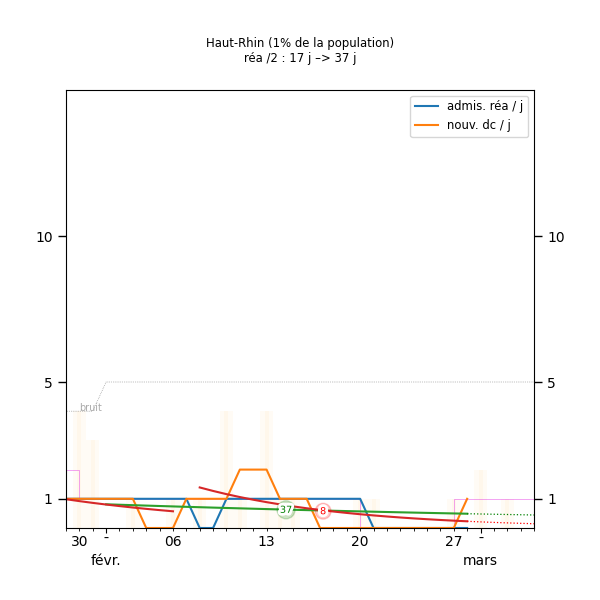 Haut-Rhin (1% de la population)
réa /2 : 17 j –> 37 j
admis. réa / j
nouv. dc / j
10
10
5
5
bruit
1
1
37
8
30
-
06
13
20
27
-
févr.
mars